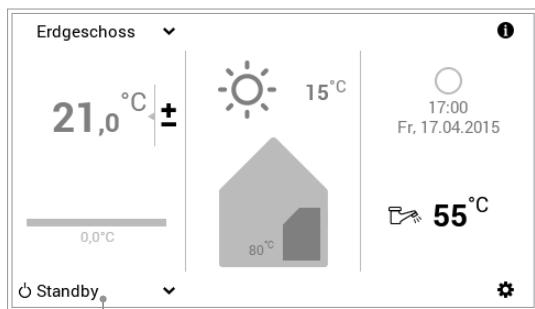 Erdgeschoss
21,0 °C ±
0,0°C
15°C
80°C
17:00
Fr, 17.04.2015
55°C
Standby